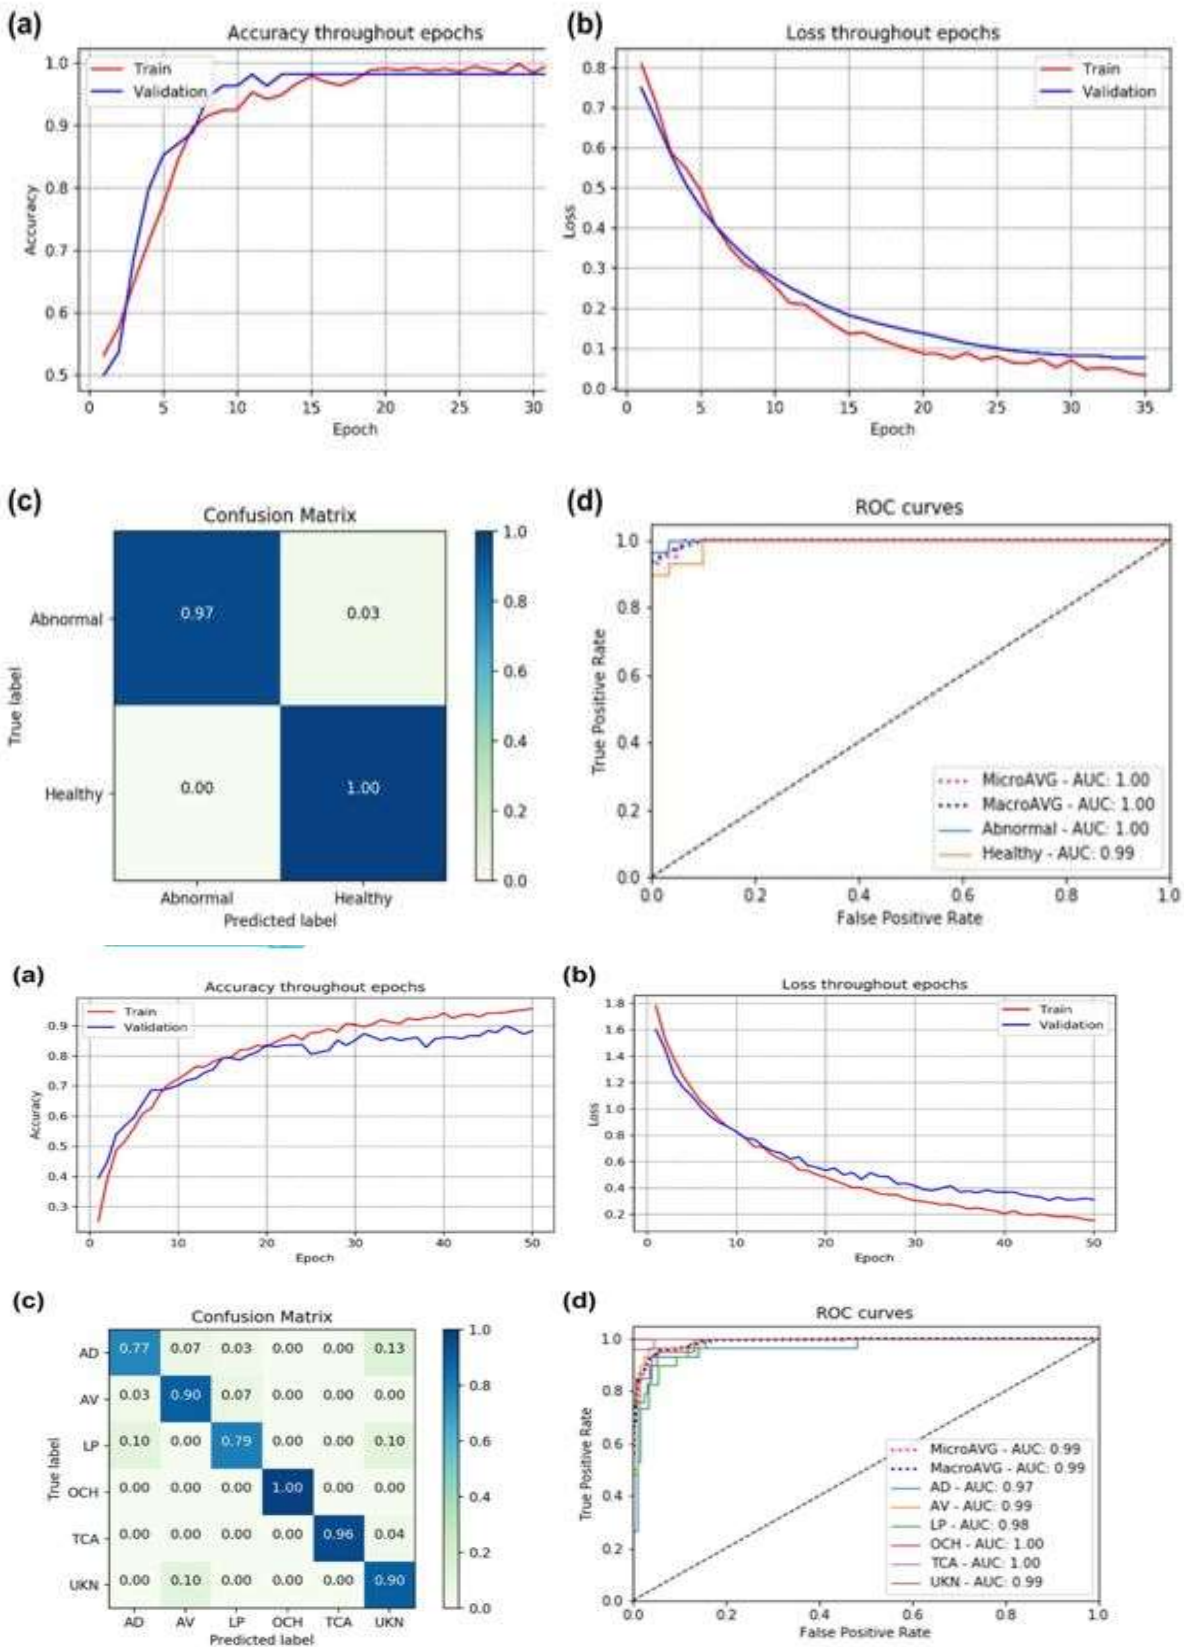 (a)
Accuracy throughout epochs
Train
Validation
1.0
0.9
0.8
0.7
0.6
0.5
Accuracy
0 5 10 15 20 25 30
Epoch
(b)
Loss throughout epochs
Train
Validation
0.8
0.7
0.6
0.5
0.4
0.3
0.2
0.1
0.0
Loss
0 5 10 15 20 25 30 35
Epoch
(c)
Confusion Matrix
Abnormal 0.97 0.03
Healthy 0.00 1.00
True label
Abnormal Healthy
Predicted label
1.0
0.8
0.6
0.4
0.2
0.0
(d)
ROC curves
1.0
0.8
0.6
0.4
0.2
0.0
True Positive Rate
MicroAVG - AUC: 1.00
MacroAVG - AUC: 1.00
Abnormal - AUC: 1.00
Healthy - AUC: 0.99
0.0 0.2 0.4 0.6 0.8 1.0
False Positive Rate
(a)
Accuracy throughout epochs
Train
Validation
0.9
0.8
0.7
0.6
0.5
0.4
0.3
Accuracy
0 10 20 30 40 50
Epoch
(b)
Loss throughout epochs
Train
Validation
1.8
1.6
1.4
1.2
1.0
0.8
0.6
0.4
0.2
Loss
0 10 20 30 40 50
Epoch
(c)
Confusion Matrix
AD 0.77 0.07 0.03 0.00 0.00 0.13
AV 0.03 0.90 0.07 0.00 0.00 0.00
LP 0.10 0.00 0.79 0.00 0.00 0.10
OCH 0.00 0.00 0.00 1.00 0.00 0.00
TCA 0.00 0.00 0.00 0.00 0.96 0.04
UKN 0.00 0.10 0.00 0.00 0.00 0.90
True label
AD AV LP OCH TCA UKN
Predicted label
1.0
0.8
0.6
0.4
0.2
0.0
(d)
ROC curves
1.0
0.8
0.6
0.4
0.2
0.0
True Positive Rate
MicroAVG - AUC: 0.99
MacroAVG - AUC: 0.99
AD - AUC: 0.97
AV - AUC: 0.99
LP - AUC: 0.98
OCH - AUC: 1.00
TCA - AUC: 1.00
UKN - AUC: 0.99
0.0 0.2 0.4 0.6 0.8 1.0
False Positive Rate